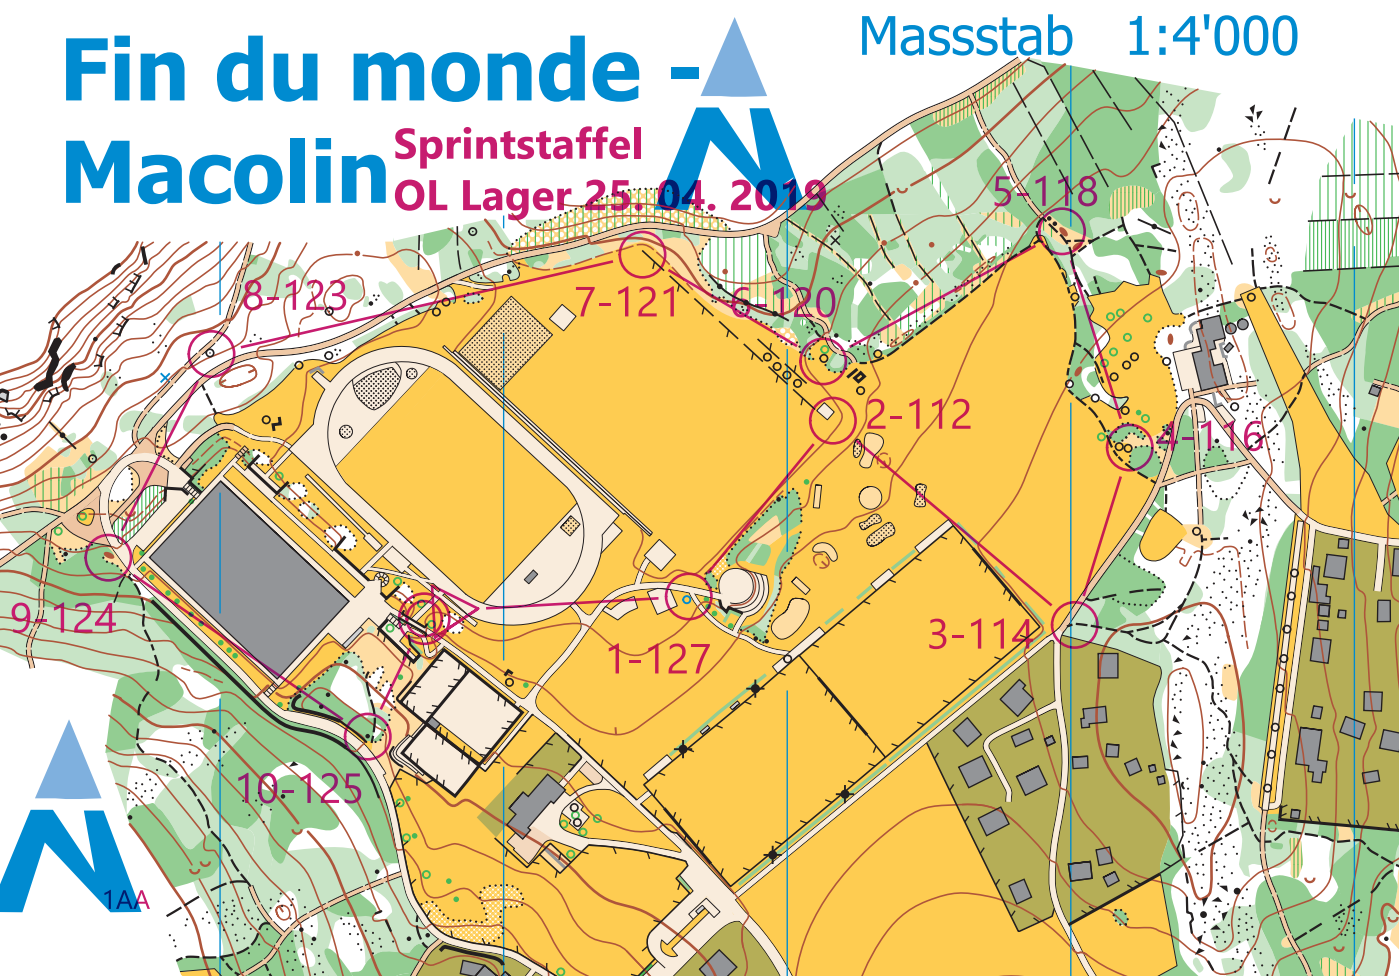 Fin du monde -
Macolin
Massstab 1:4'000
Sprintstaffel
OL Lager 25. 04. 2019
5-118
8-123
7-121
6-120
2-112
4-116
9-124
1-127
3-114
10-125
1AA